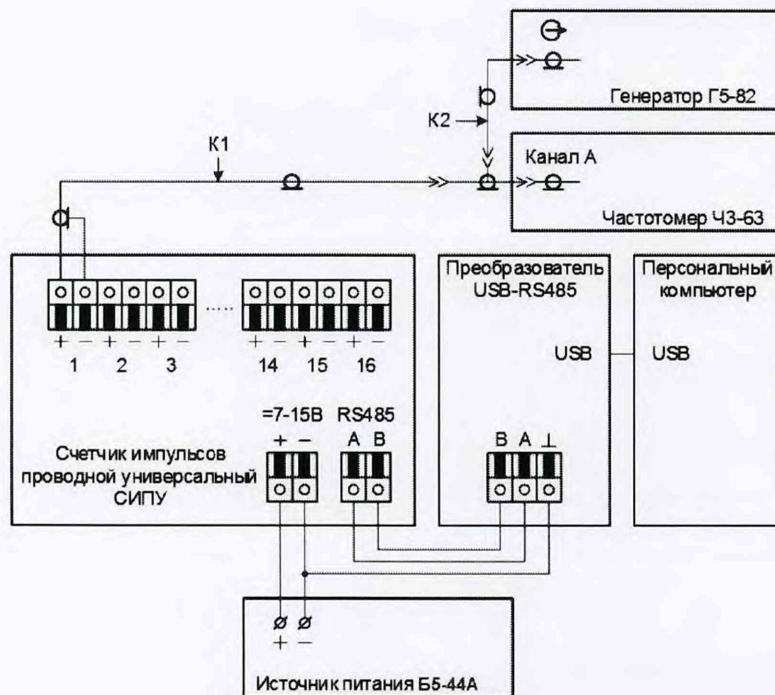 Генератор Г5-82
К2
К1
Канал А
Частотомер Ч3-63
Преобразователь
USB-RS485
Персональный
компьютер
USB
USB
+ − + − + − + − + − + −
1 2 3 ..... 14 15 16
=7-15В RS485
+ − А В
В А ⊥
Счетчик импульсов
проводной универсальный
СИПУ
+ −
Источник питания Б5-44А